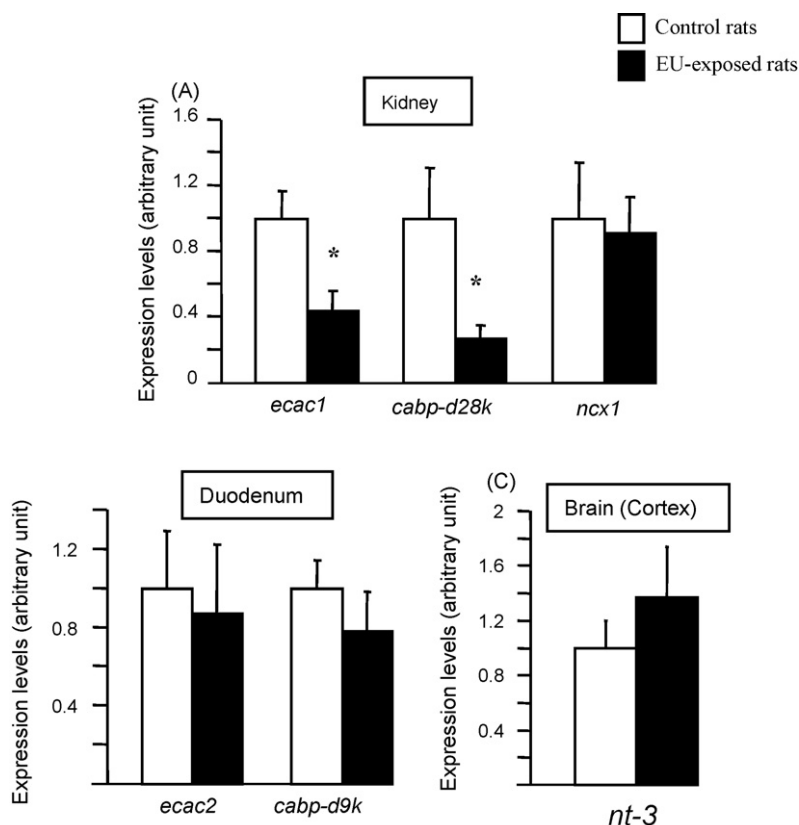 Control rats
EU-exposed rats
(A)
Kidney
Expression levels (arbitrary unit)
1.6
1.2
0.8
0.4
0
*
*
ecac1 cabp-d28k ncx1
Duodenum
Expression levels (arbitrary unit)
1.2
0.8
0.4
ecac2 cabp-d9k
(C)
Brain (Cortex)
Expression levels (arbitrary unit)
2
1.6
1.2
0.8
0.4
nt-3